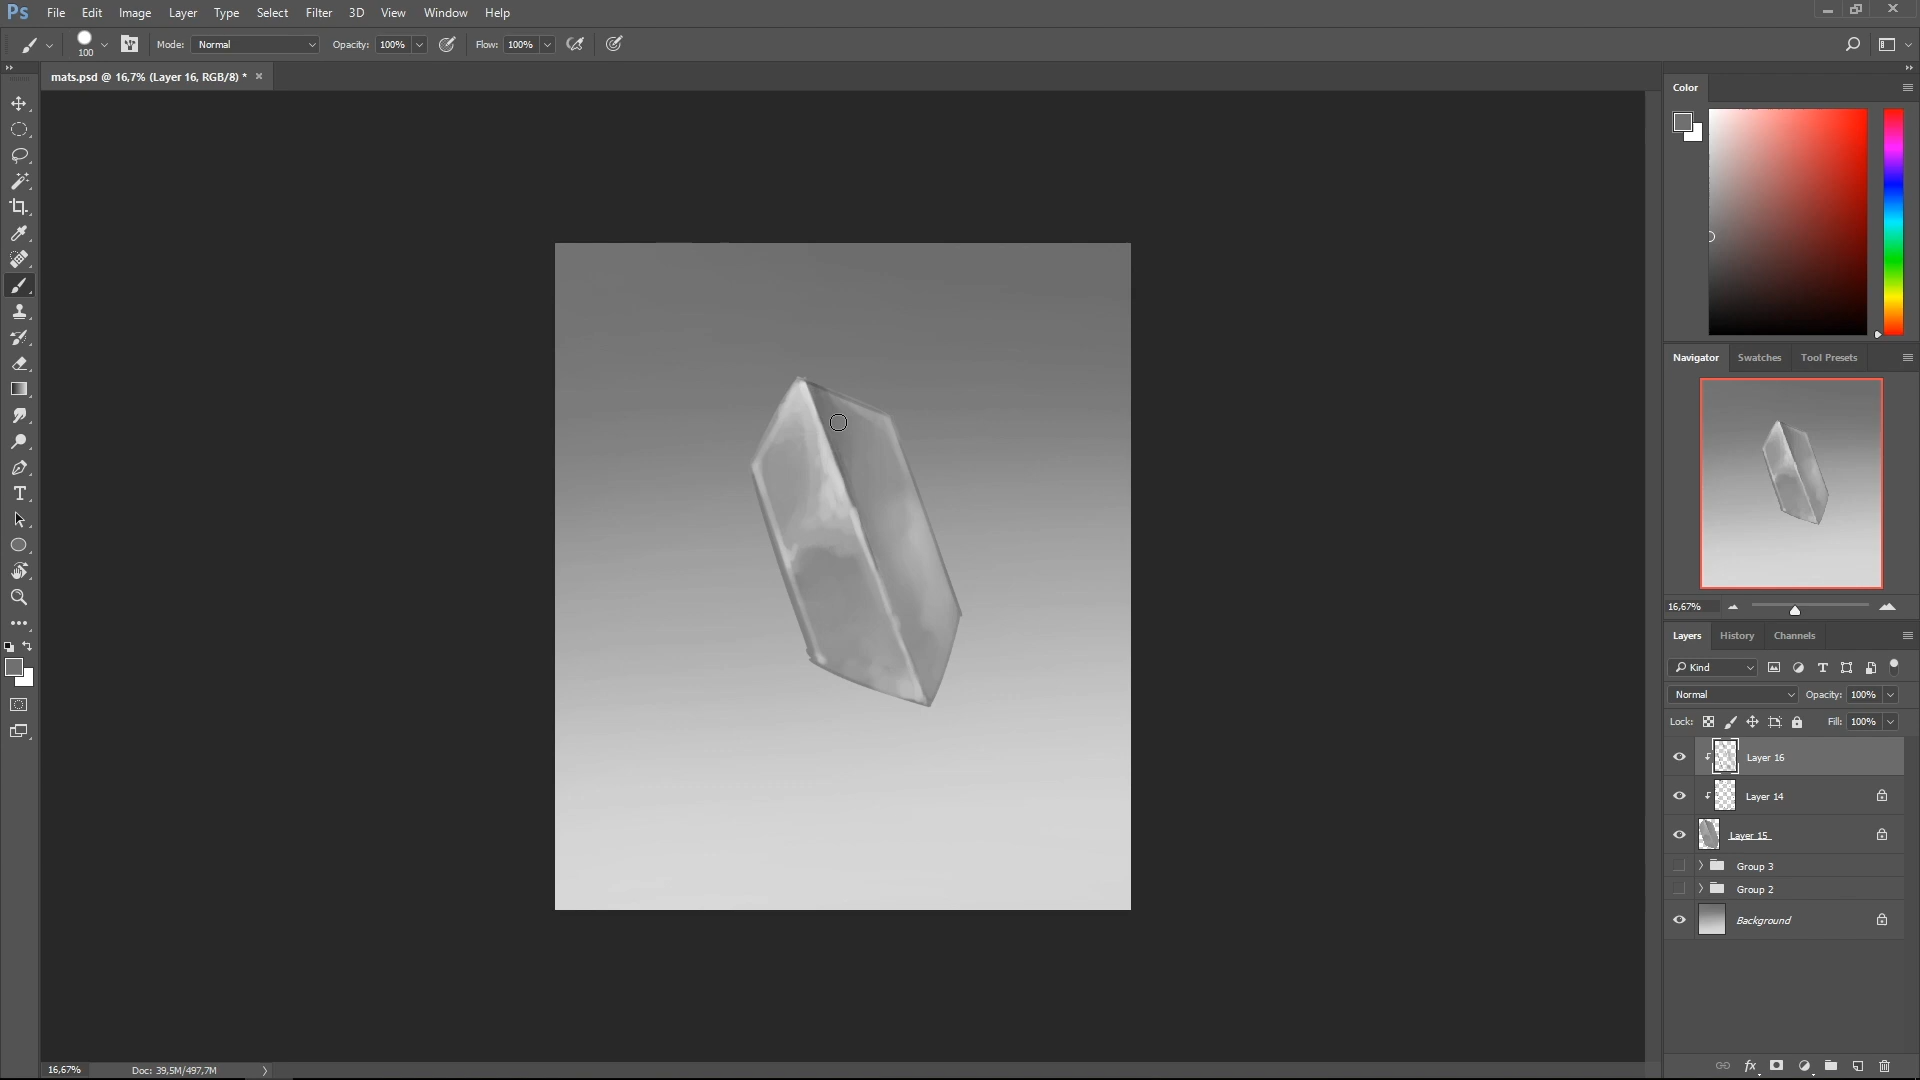 Ps File Edit Image Layer Type Select Filter 3D View Window Help
100 Mode: Normal Opacity: 100% Flow: 100%
mats.psd @ 16,7% (Layer 16, RGB/8) *
Color
Navigator Swatches Tool Presets
16,67%
Layers History Channels
Kind
Normal Opacity: 100%
Lock: Fill: 100%
Layer 16
Layer 14
Layer 15
Group 3
Group 2
Background
fx
16,67% Doc: 39,5M/497,7M